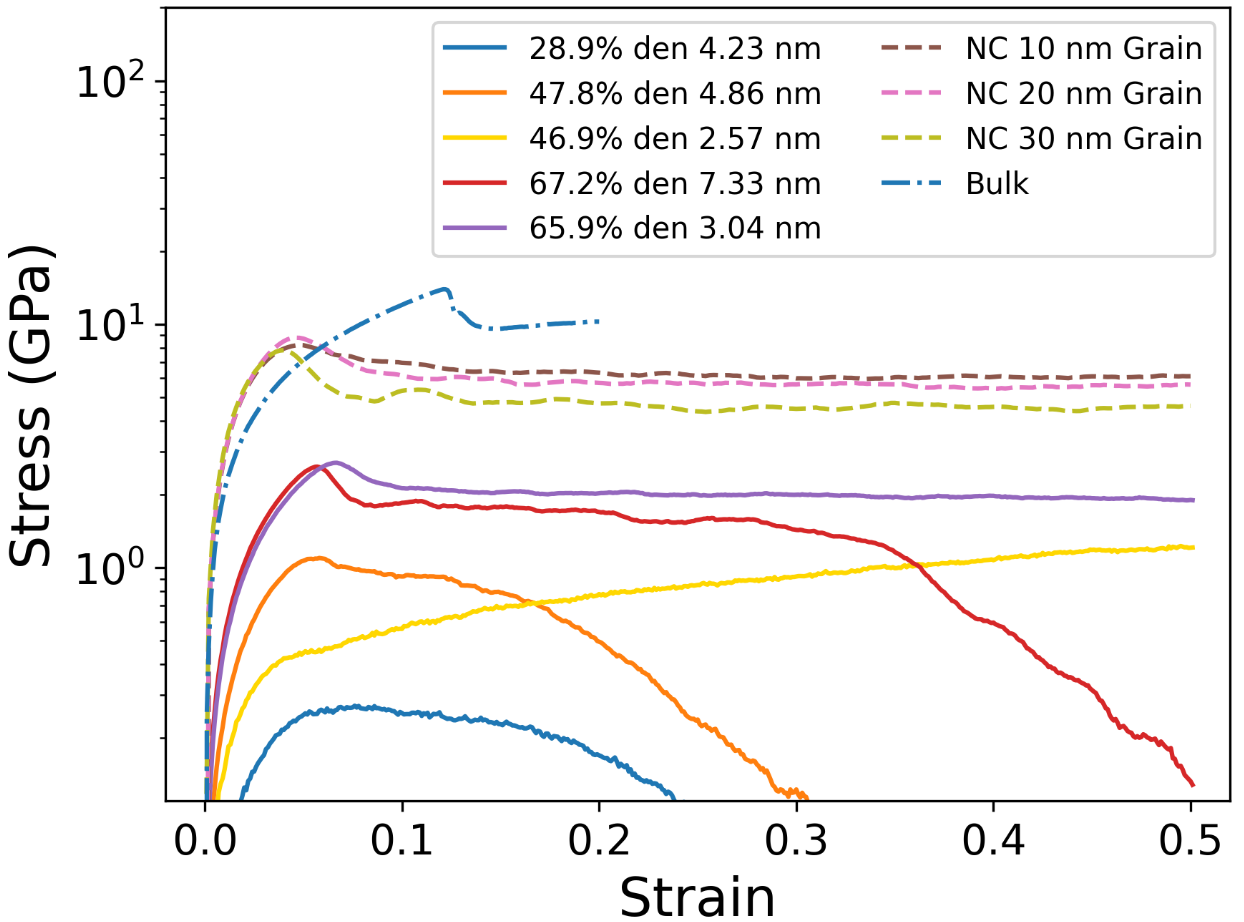 28.9% den 4.23 nm
47.8% den 4.86 nm
46.9% den 2.57 nm
67.2% den 7.33 nm
65.9% den 3.04 nm
NC 10 nm Grain
NC 20 nm Grain
NC 30 nm Grain
Bulk
Stress (GPa)
10²
10¹
10⁰
0.0 0.1 0.2 0.3 0.4 0.5
Strain